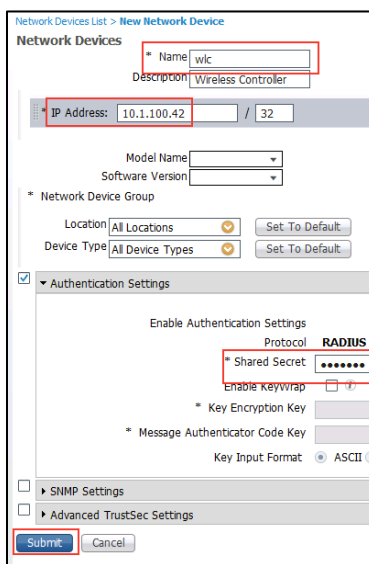 Network Devices List > New Network Device
Network Devices
* Name wlc
Description Wireless Controller
* IP Address: 10.1.100.42 / 32
Model Name
Software Version
* Network Device Group
Location All Locations Set To Default
Device Type All Device Types Set To Default
Authentication Settings
Enable Authentication Settings
Protocol RADIUS
* Shared Secret •••••••
Enable KeyWrap
* Key Encryption Key
* Message Authenticator Code Key
Key Input Format ASCII
SNMP Settings
Advanced TrustSec Settings
Submit Cancel